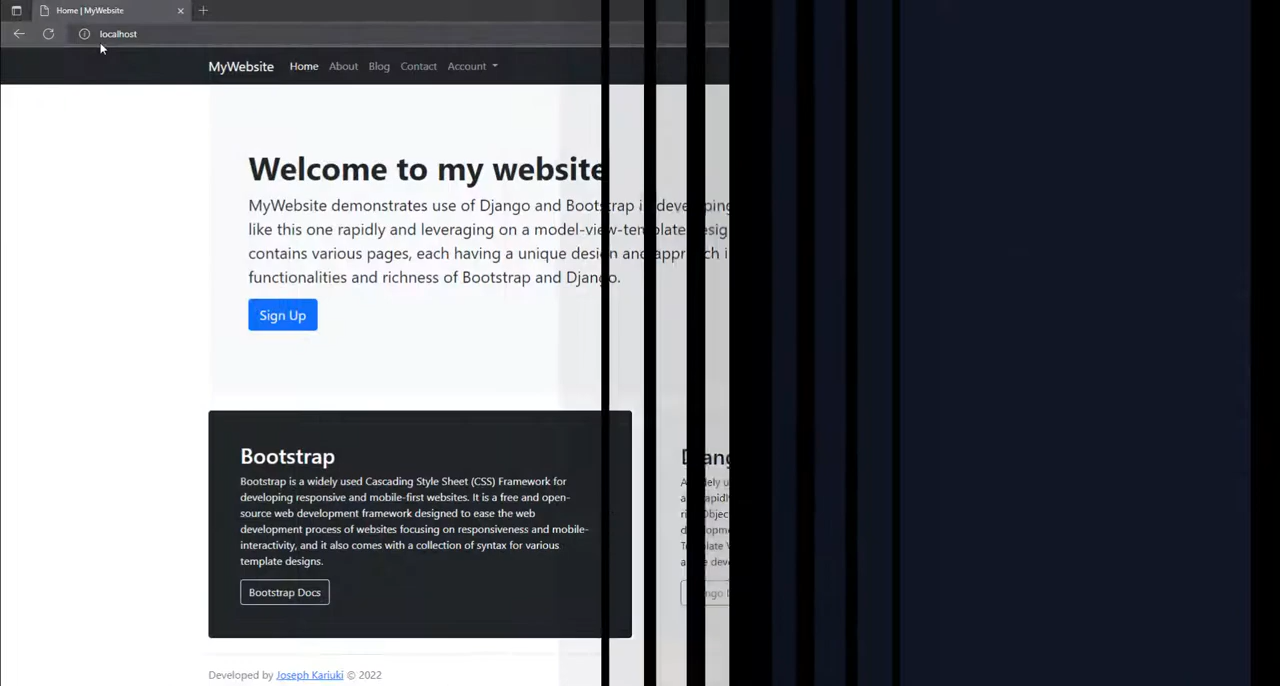 Home | MyWebsite
localhost
MyWebsite Home About Blog Contact Account
Welcome to my website
MyWebsite demonstrates use of Django and Bootstrap developing
like this one rapidly and leveraging on a model-view-template
contains various pages, each having a unique design and approach
functionalities and richness of Bootstrap and Django.
Sign Up
Bootstrap
Bootstrap is a widely used Cascading Style Sheet (CSS) Framework for
developing responsive and mobile-first websites. It is a free and open-
source web development framework designed to ease the web
development process of websites focusing on responsiveness and mobile-
interactivity, and it also comes with a collection of syntax for various
template designs.
Bootstrap Docs
Developed by Joseph Kariuki © 2022